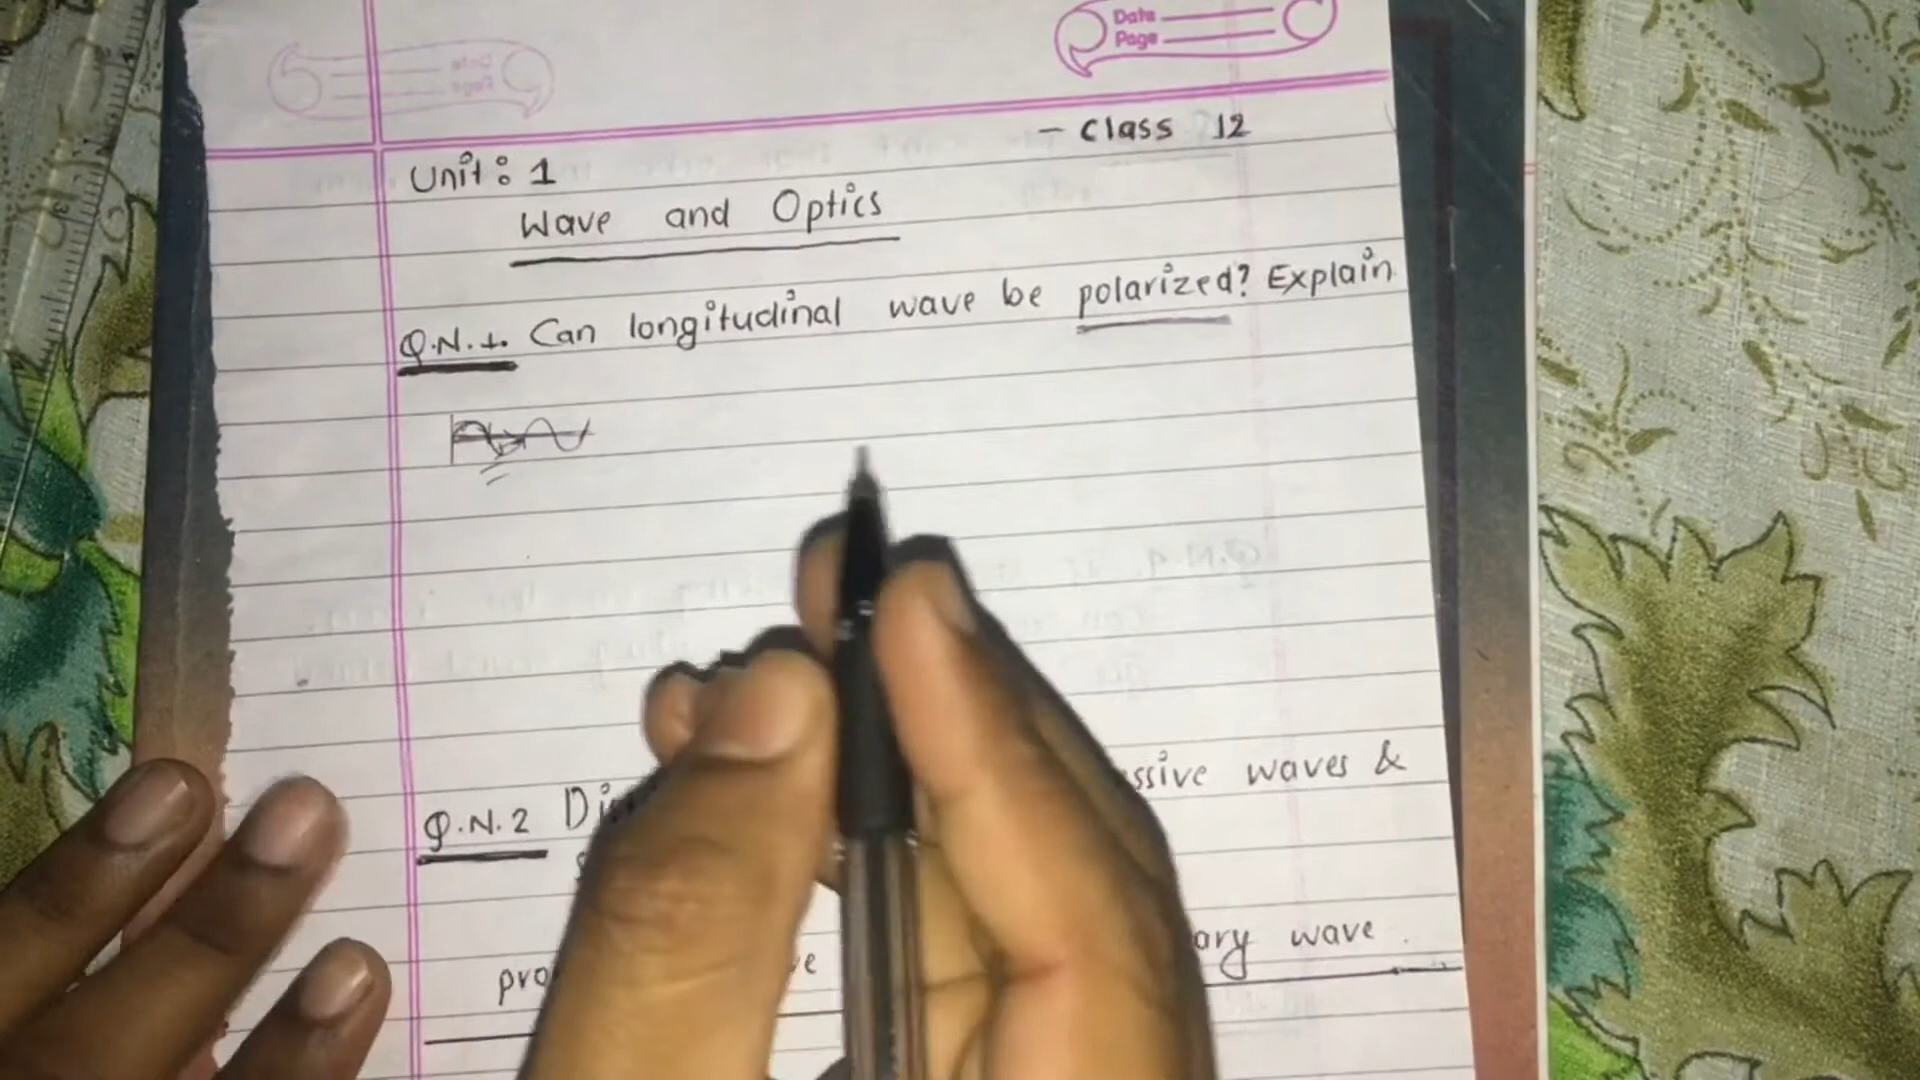 Date
Page
- Class 12
Unit: 1
Wave and Optics
Q.N.1. Can longitudinal wave be polarized? Explain
Q.N.2 waves &
ary wave.